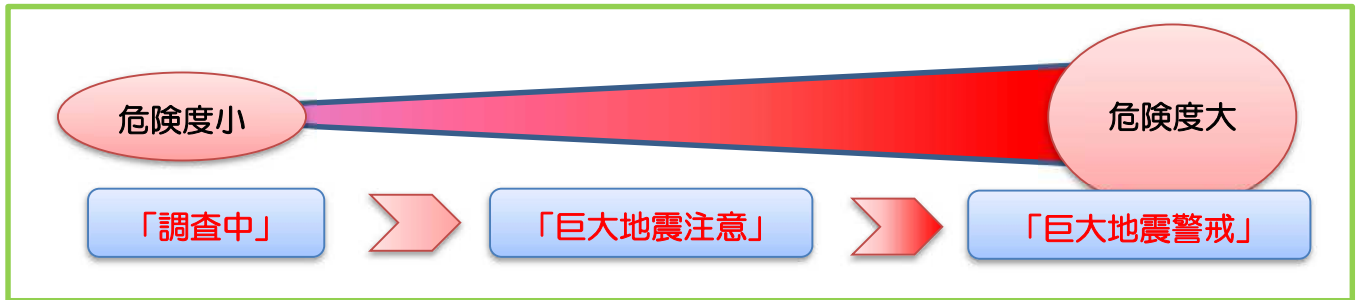 危険度小
危険度大
「調査中」
「巨大地震注意」
「巨大地震警戒」